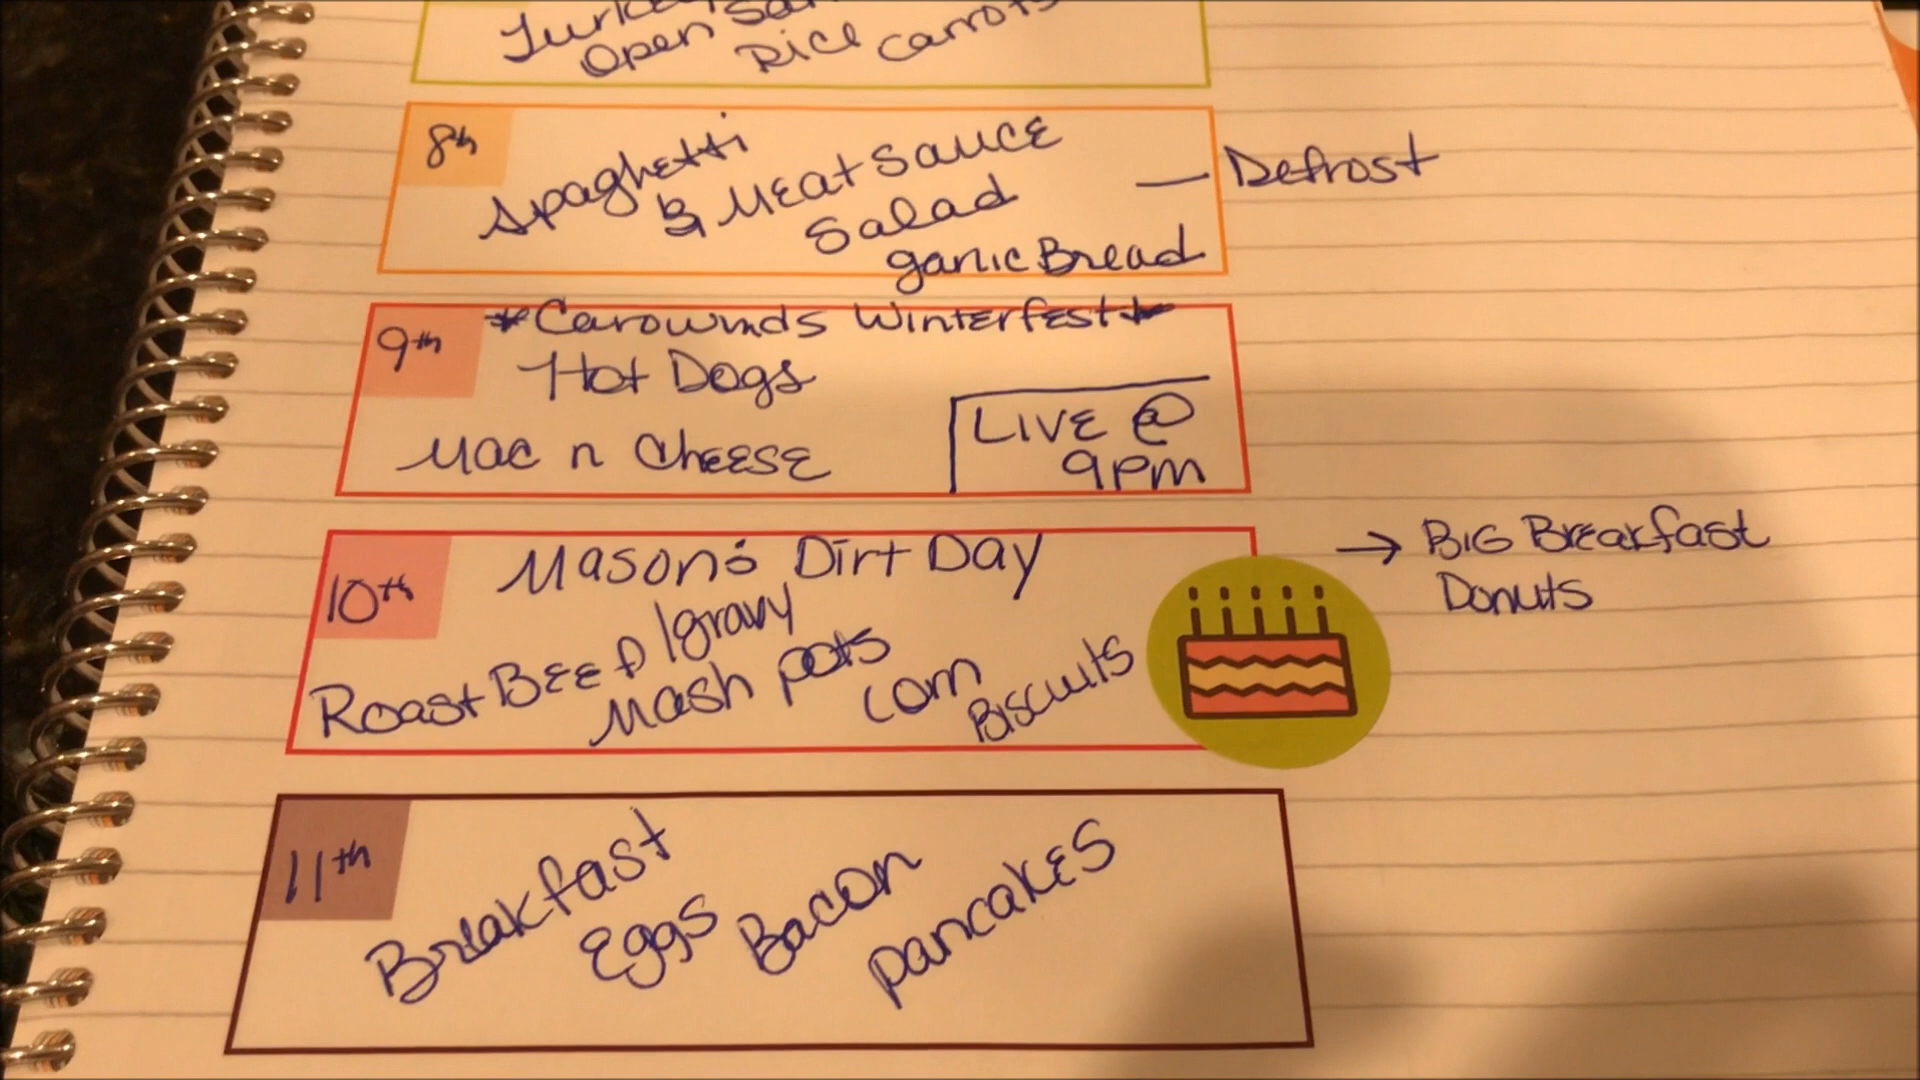 Open
Rice carrots
8th
Spaghetti
& Meat Sauce
Salad
garlic Bread
— Defrost
9th
*Carowinds Winterfest*
Hot Dogs
Mac n Cheese
LIVE @
9pm
10th
Mason's Dirt Day
Roast Beef/gravy
Mash pots
Corn
Biscuits
→ BIG Breakfast
Donuts
11th
Breakfast
Eggs Bacon
pancakes